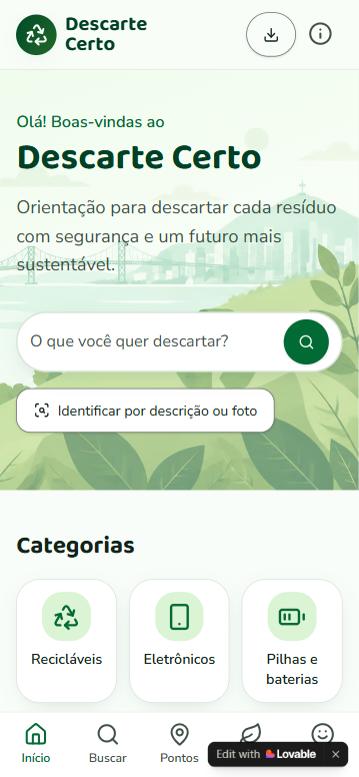 Descarte
Certo
Olá! Boas-vindas ao
Descarte Certo
Orientação para descartar cada resíduo
com segurança e um futuro mais
sustentável.
O que você quer descartar?
Identificar por descrição ou foto
Categorias
Recicláveis
Eletrônicos
Pilhas e
baterias
Início
Buscar
Pontos
Edit with Lovable ×